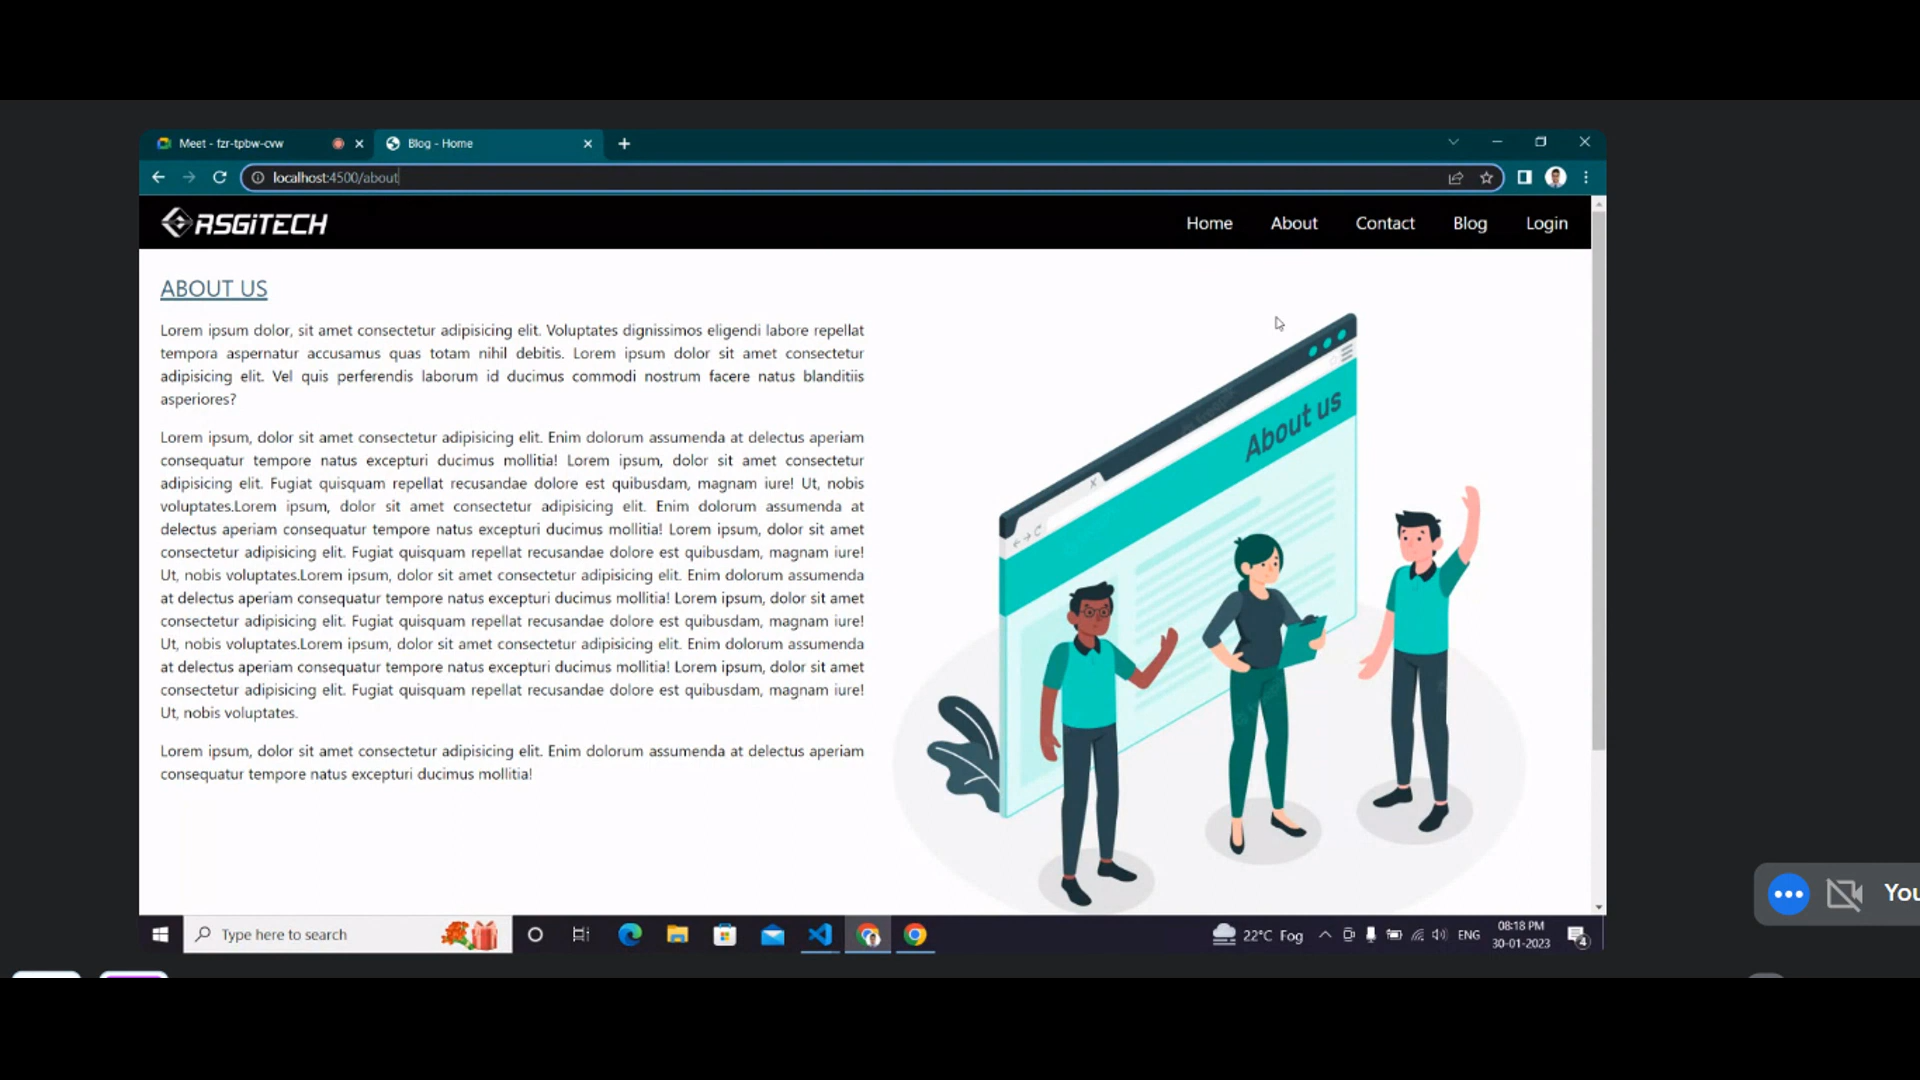 Meet - fzr-tpbw-cvw
Blog - Home
localhost:4500/about
RSGiTECH
Home About Contact Blog Login
ABOUT US
Lorem ipsum dolor, sit amet consectetur adipisicing elit. Voluptates dignissimos eligendi labore repellat
tempora aspernatur accusamus quas totam nihil debitis. Lorem ipsum dolor sit amet consectetur
adipisicing elit. Vel quis perferendis laborum id ducimus commodi nostrum facere natus blanditiis
asperiores?
Lorem ipsum, dolor sit amet consectetur adipisicing elit. Enim dolorum assumenda at delectus aperiam
consequatur tempore natus excepturi ducimus mollitia! Lorem ipsum, dolor sit amet consectetur
adipisicing elit. Fugiat quisquam repellat recusandae dolore est quibusdam, magnam iure! Ut, nobis
voluptates.Lorem ipsum, dolor sit amet consectetur adipisicing elit. Enim dolorum assumenda at
delectus aperiam consequatur tempore natus excepturi ducimus mollitia! Lorem ipsum, dolor sit amet
consectetur adipisicing elit. Fugiat quisquam repellat recusandae dolore est quibusdam, magnam iure!
Ut, nobis voluptates.Lorem ipsum, dolor sit amet consectetur adipisicing elit. Enim dolorum assumenda
at delectus aperiam consequatur tempore natus excepturi ducimus mollitia! Lorem ipsum, dolor sit amet
consectetur adipisicing elit. Fugiat quisquam repellat recusandae dolore est quibusdam, magnam iure!
Ut, nobis voluptates.Lorem ipsum, dolor sit amet consectetur adipisicing elit. Enim dolorum assumenda
at delectus aperiam consequatur tempore natus excepturi ducimus mollitia! Lorem ipsum, dolor sit amet
consectetur adipisicing elit. Fugiat quisquam repellat recusandae dolore est quibusdam, magnam iure!
Ut, nobis voluptates.
Lorem ipsum, dolor sit amet consectetur adipisicing elit. Enim dolorum assumenda at delectus aperiam
consequatur tempore natus excepturi ducimus mollitia!
About us
You
Type here to search
22°C Fog
ENG
08:18 PM
30-01-2023
4